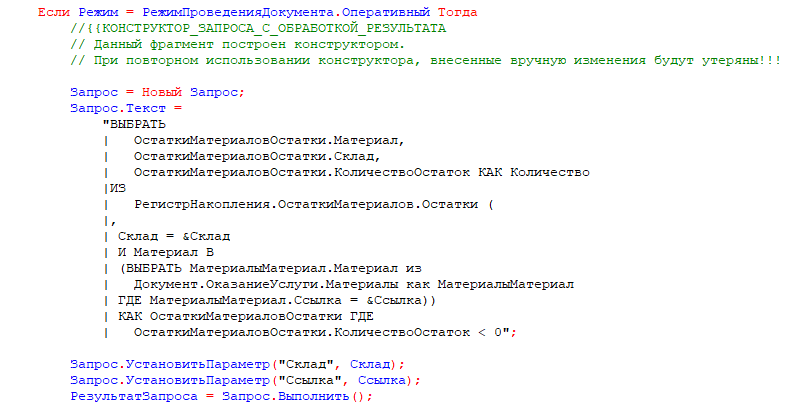 Если Режим = РежимПроведенияДокумента.Оперативный Тогда
//{{КОНСТРУКТОР_ЗАПРОСА_С_ОБРАБОТКОЙ_РЕЗУЛЬТАТА
// Данный фрагмент построен конструктором.
// При повторном использовании конструктора, внесенные вручную изменения будут утеряны!!!
Запрос = Новый Запрос;
Запрос.Текст =
"ВЫБРАТЬ
|   ОстаткиМатериаловОстатки.Материал,
|   ОстаткиМатериаловОстатки.Склад,
|   ОстаткиМатериаловОстатки.КоличествоОстаток КАК Количество
|ИЗ
|   РегистрНакопления.ОстаткиМатериалов.Остатки (
|,
| Склад = &Склад
| И Материал В
| (ВЫБРАТЬ МатериалыМатериал.Материал из
|   Документ.ОказаниеУслуги.Материалы как МатериалыМатериал
| ГДЕ МатериалыМатериал.Ссылка = &Ссылка))
| КАК ОстаткиМатериаловОстатки ГДЕ
|   ОстаткиМатериаловОстатки.КоличествоОстаток < 0";
Запрос.УстановитьПараметр("Склад", Склад);
Запрос.УстановитьПараметр("Ссылка", Ссылка);
РезультатЗапроса = Запрос.Выполнить();